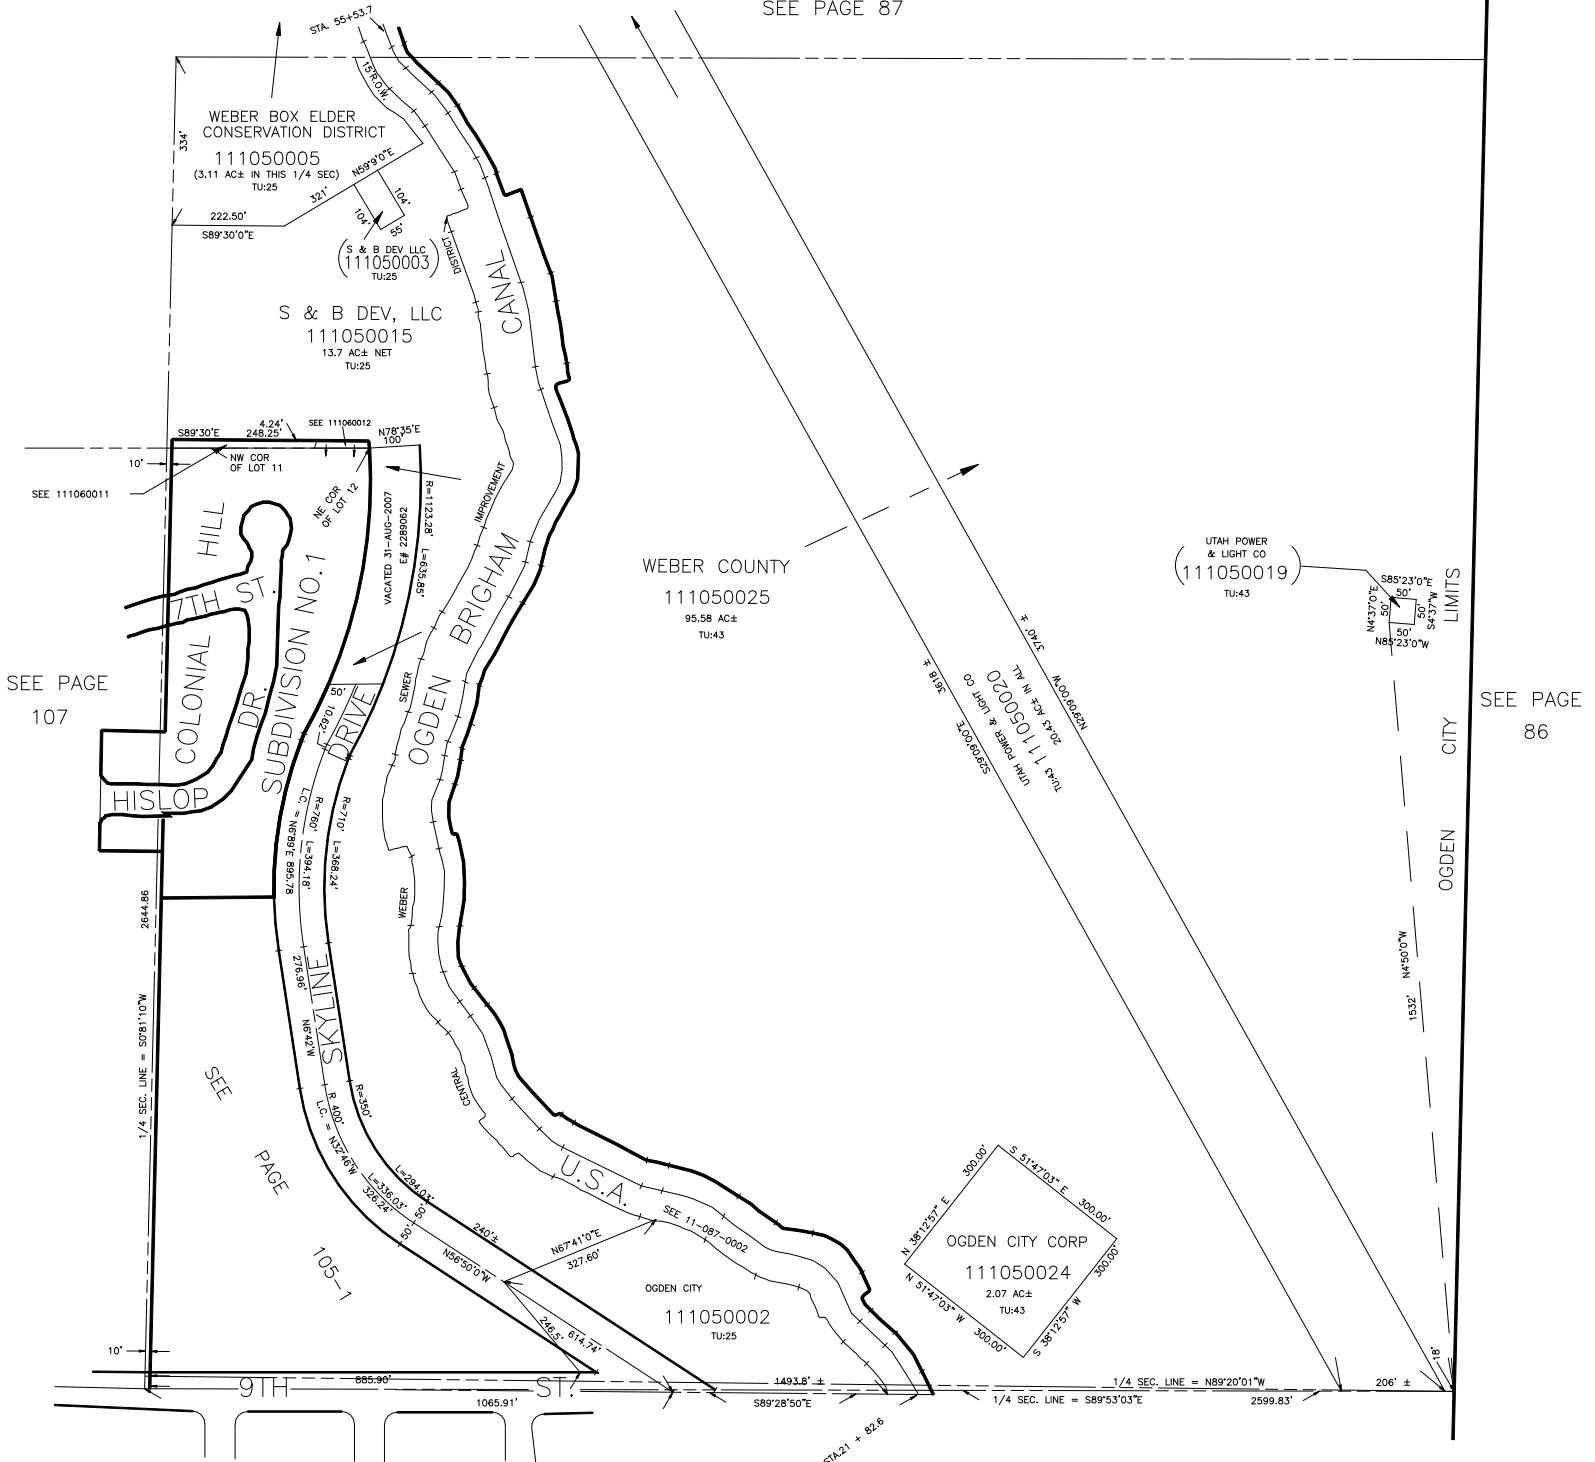 SEE PAGE 87
STA. 55+53.7
15'R.O.W.
334'
WEBER BOX ELDER
CONSERVATION DISTRICT
111050005
(3.11 AC± IN THIS 1/4 SEC)
TU:25
N59°9'0"E
321'
104'
104'
55'
222.50'
S89°30'0"E
S & B DEV LLC
111050003
TU:25
DISTRICT
CANAL
S & B DEV, LLC
111050015
13.7 AC± NET
TU:25
4.24'
SEE 111060012
S89°30'E
248.25'
N78°35'E
100'
10'
NW COR
OF LOT 11
SEE 111060011
NE COR
OF LOT 12
VACATED 31-AUG-2007
E# 2289062
R=1123.28'
L=635.85'
IMPROVEMENT
HILL
7TH ST.
COLONIAL
DR.
SUBDIVISION NO.1
HISLOP
SEE PAGE
107
50'
10.62'
DRIVE
SEWER
OGDEN BRIGHAM
WEBER COUNTY
111050025
95.58 AC±
TU:43
UTAH POWER
& LIGHT CO
111050019
TU:43
S85°23'0"E
50'
N4°37'0"E
50'
50'
S4°37"W
50'
N85°23'0"W
3740' ±
N29°09'00"W
3618 ±
S29°09'00"E
UTAH POWER & LIGHT CO
111050020
20.43 AC± IN ALL
TU:43
OGDEN CITY LIMITS
SEE PAGE
86
L.C. = N6°89'E 895.78
R=760' L=394.18'
R=710' L=368.24'
2644.86
1/4 SEC. LINE = S0°81'10"W
WEBER
276.96'
N6°42'W
SKYLINE
CENTRAL
R=350'
R 400'
L.C. = N32°46'W
L=336.03'
326.24'
L=294.03'
50'
50'
240'±
N56°50'0"W
SEE
PAGE
105-1
U.S.A.
SEE 11-087-0002
N67°41'0"E
327.60'
246.5'
614.74'
OGDEN CITY
111050002
TU:25
1532'
N4°50'0"W
300.00'
S 51°47'03" E
300.00'
N 38°12'57" E
OGDEN CITY CORP
111050024
2.07 AC±
TU:43
300.00'
S 38°12'57" W
N 51°47'03" W
300.00'
18'
10'
9TH ST.
885.90'
1065.91'
1493.8' ±
S89°28'50"E
1/4 SEC. LINE = N89°20'01"W
1/4 SEC. LINE = S89°53'03"E
2599.83'
206' ±
STA.21 + 82.6